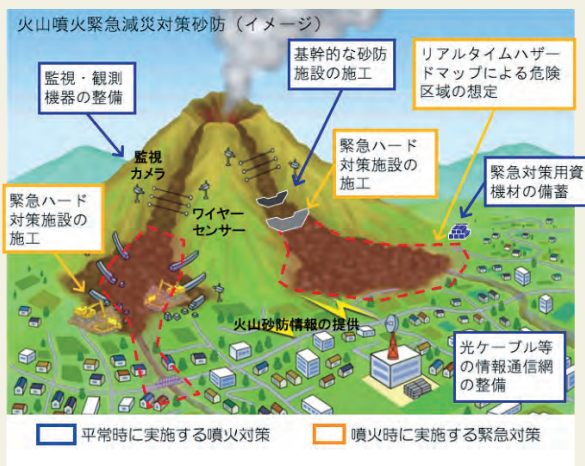 火山噴火緊急減災対策砂防（イメージ）
監視・観測
機器の整備
基幹的な砂防
施設の施工
リアルタイムハザー
ドマップによる危険
区域の想定
監視
カメラ
緊急ハード
対策施設の
施工
緊急対策用資
機材の備蓄
緊急ハード
対策施設の
施工
ワイヤー
センサー
火山砂防情報の提供
光ケーブル等
の情報通信網
の整備
平常時に実施する噴火対策
噴火時に実施する緊急対策